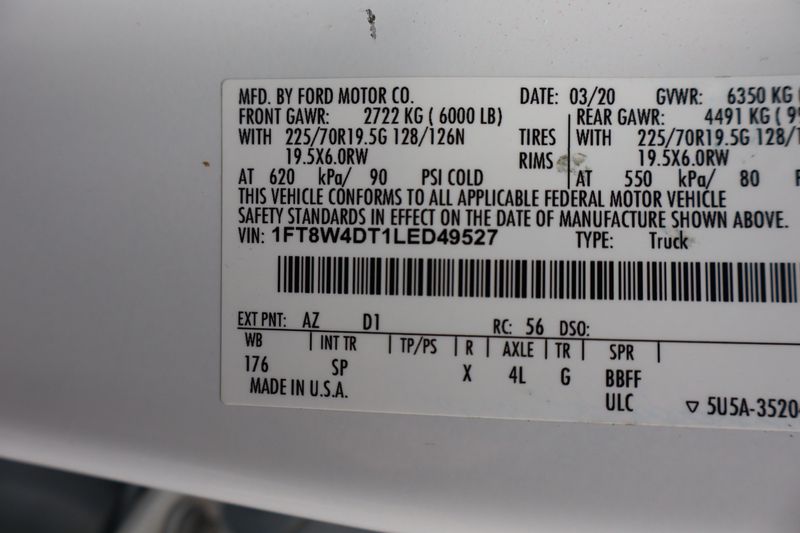 MFD. BY FORD MOTOR CO. DATE: 03/20 GVWR: 6350 KG
FRONT GAWR: 2722 KG ( 6000 LB) REAR GAWR: 4491 KG (
WITH 225/70R19.5G 128/126N TIRES WITH 225/70R19.5G 128/
19.5X6.0RW RIMS 19.5X6.0RW
AT 620 kPa/ 90 PSI COLD AT 550 kPa/ 80
THIS VEHICLE CONFORMS TO ALL APPLICABLE FEDERAL MOTOR VEHICLE
SAFETY STANDARDS IN EFFECT ON THE DATE OF MANUFACTURE SHOWN ABOVE.
VIN: 1FT8W4DT1LED49527 TYPE: Truck
EXT PNT: AZ D1 RC: 56 DSO:
WB INT TR TP/PS R AXLE TR SPR
176 SP X 4L G BBFF
MADE IN U.S.A. ULC ▽ 5U5A-3520